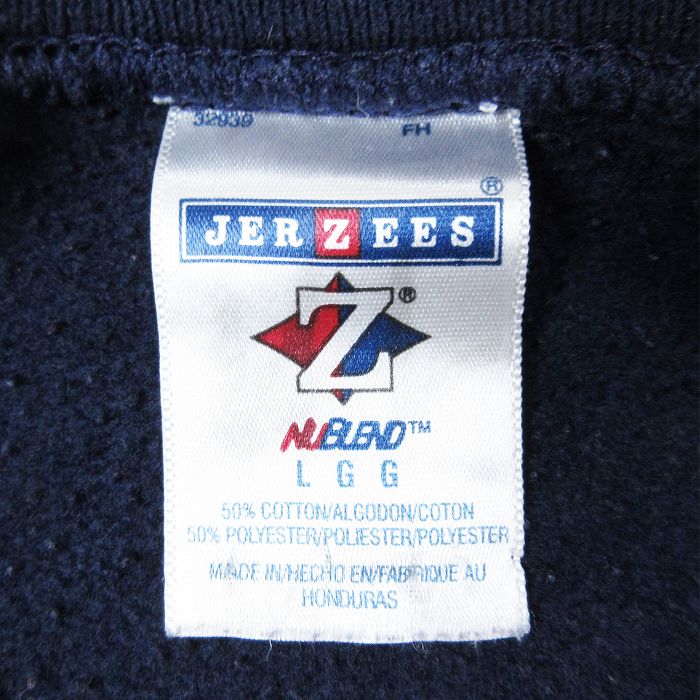 32939 FH
®
JERZEES
Z®
NUBLEND™
L G G
50% COTTON/ALGODON/COTON
50% POLYESTER/POLIESTER/POLYESTER
MADE IN/HECHO EN/FABRIQUE AU
HONDURAS